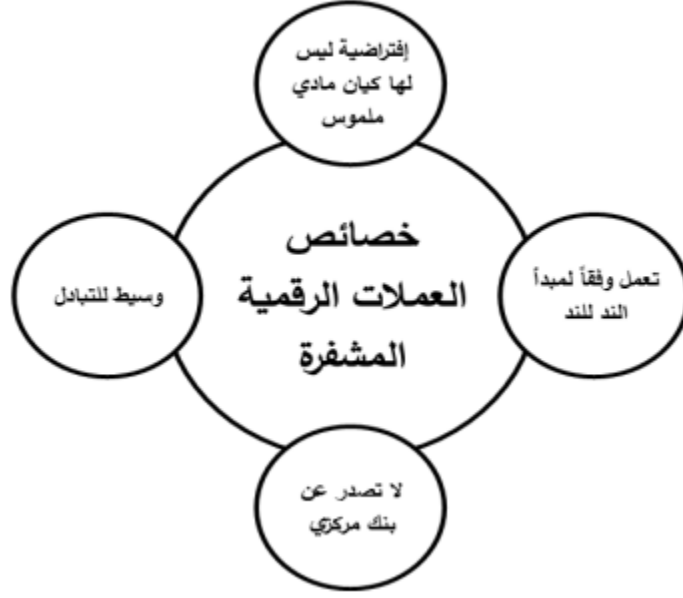 إفتراضية ليس
لها كيان مادي
ملموس
خصائص
العملات الرقمية
المشفرة
تعمل وفقاً لمبدأ
الند للند
وسيط للتبادل
لا تصدر عن
بنك مركزي